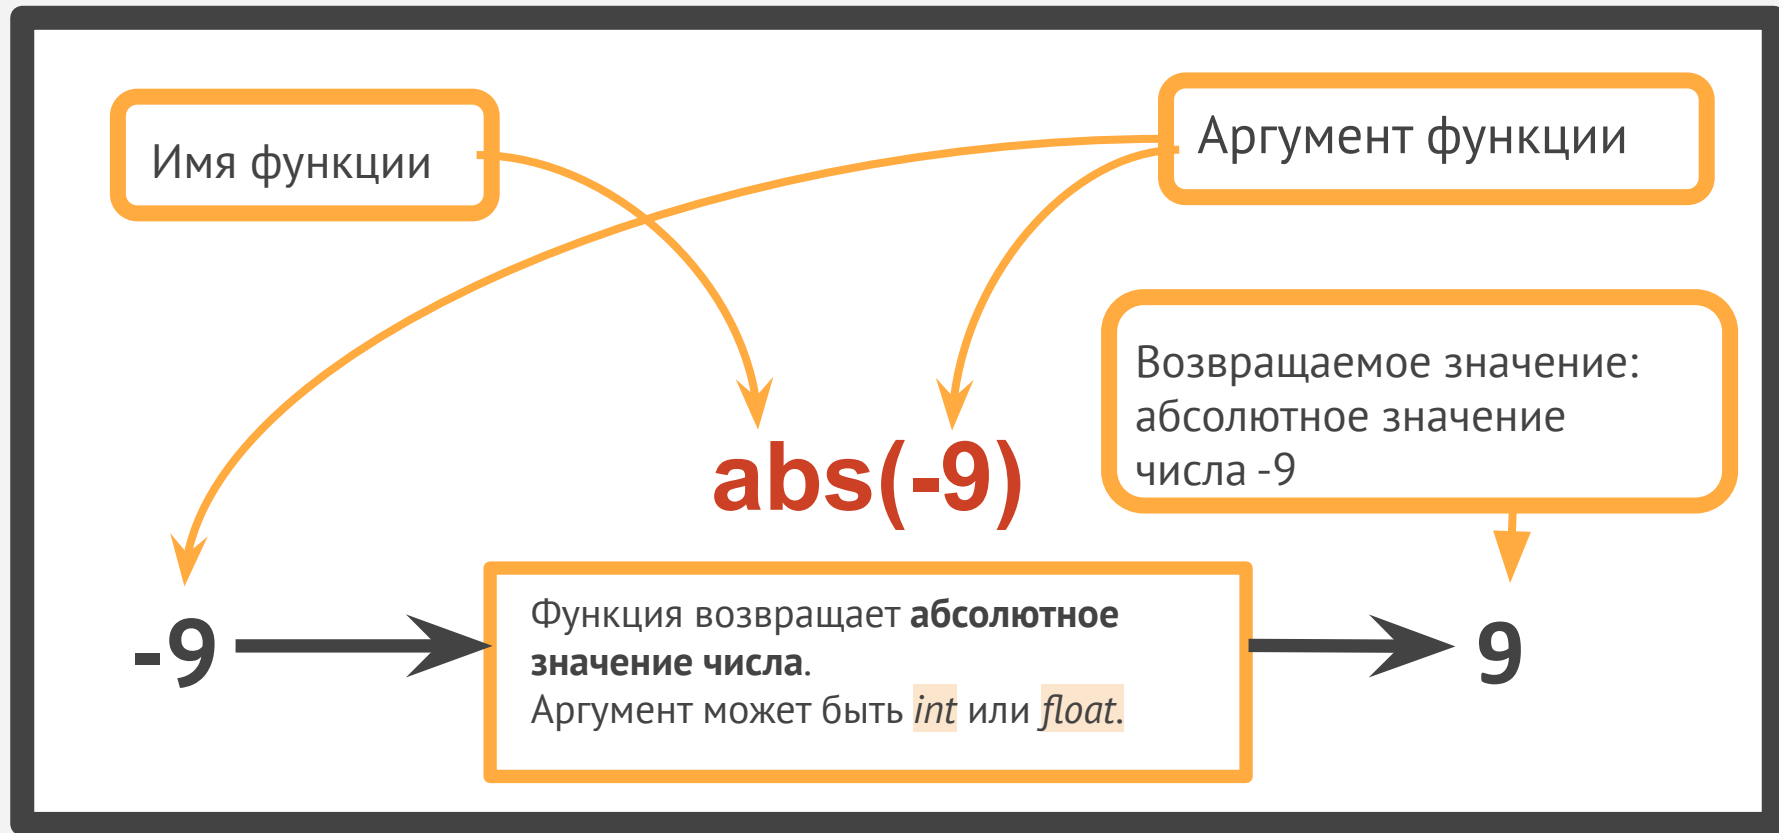 Имя функции
Аргумент функции
Возвращаемое значение:
абсолютное значение
числа -9
abs(-9)
-9
Функция возвращает абсолютное
значение числа.
Аргумент может быть int или float.
9